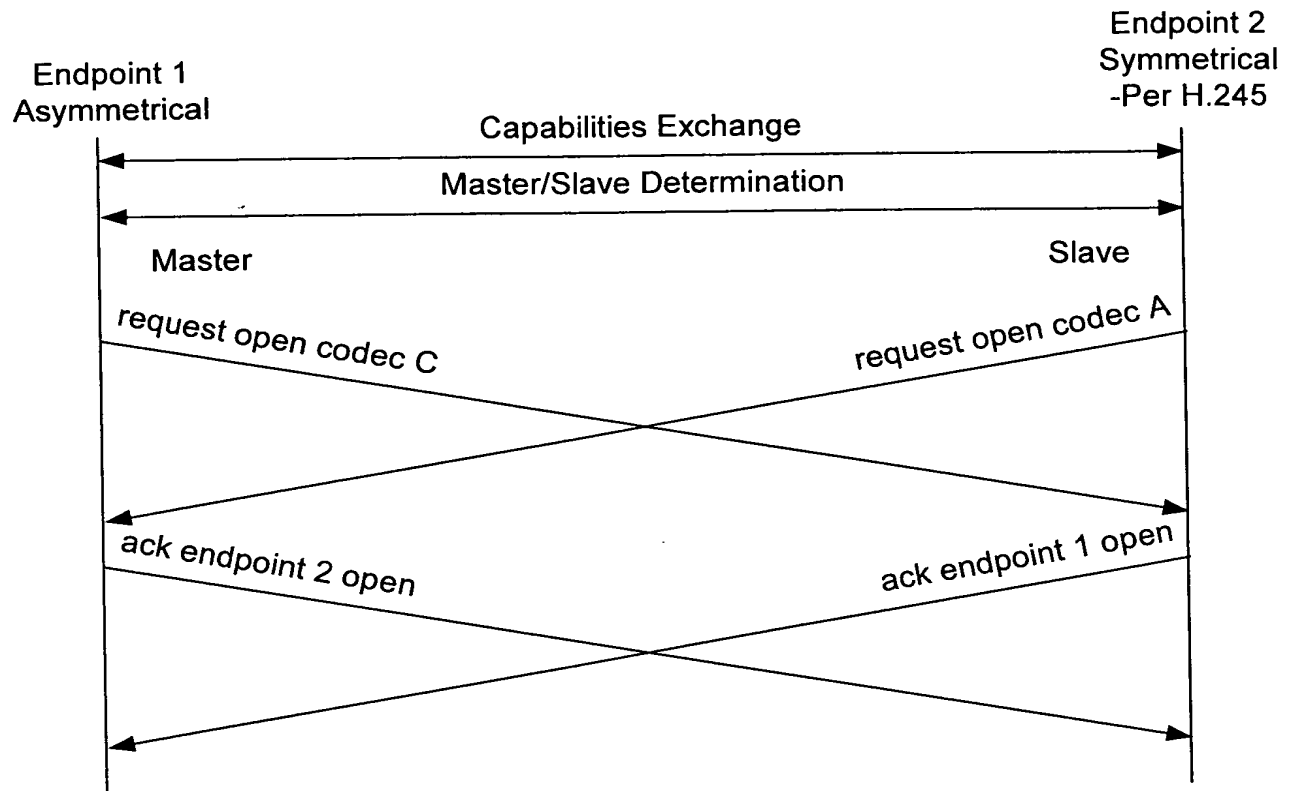 Endpoint 1
Asymmetrical
Endpoint 2
Symmetrical
-Per H.245
Capabilities Exchange
Master/Slave Determination
Master
Slave
request open codec C
request open codec A
ack endpoint 2 open
ack endpoint 1 open